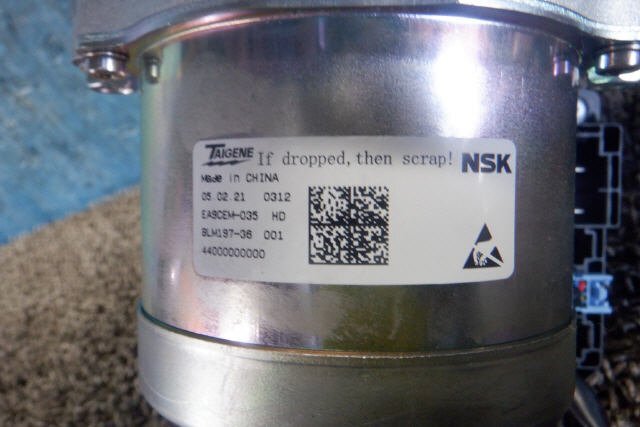 TAIGENE If dropped, then scrap! NSK
Made in CHINA
05.02.21 0312
EA9CEM-035 HD
BLM197-36 001
44000000000